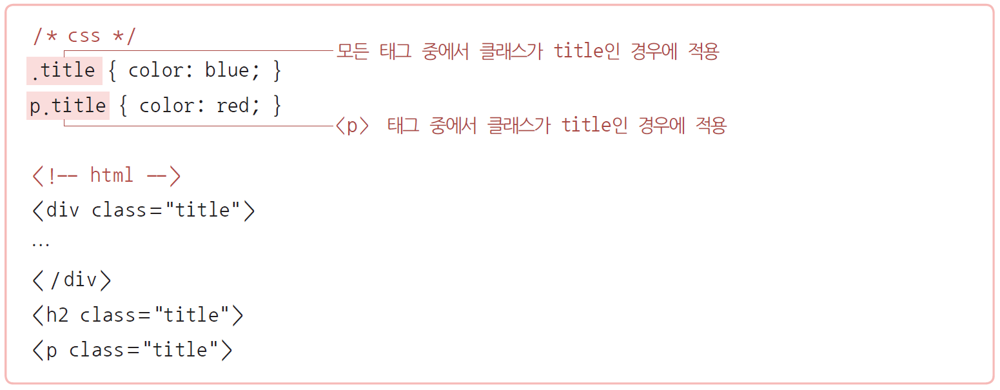 /* css */
모든 태그 중에서 클래스가 title인 경우에 적용
.title { color: blue; }
p.title { color: red; }
<p> 태그 중에서 클래스가 title인 경우에 적용
<!-- html -->
<div class="title">
...
</div>
<h2 class="title">
<p class="title">